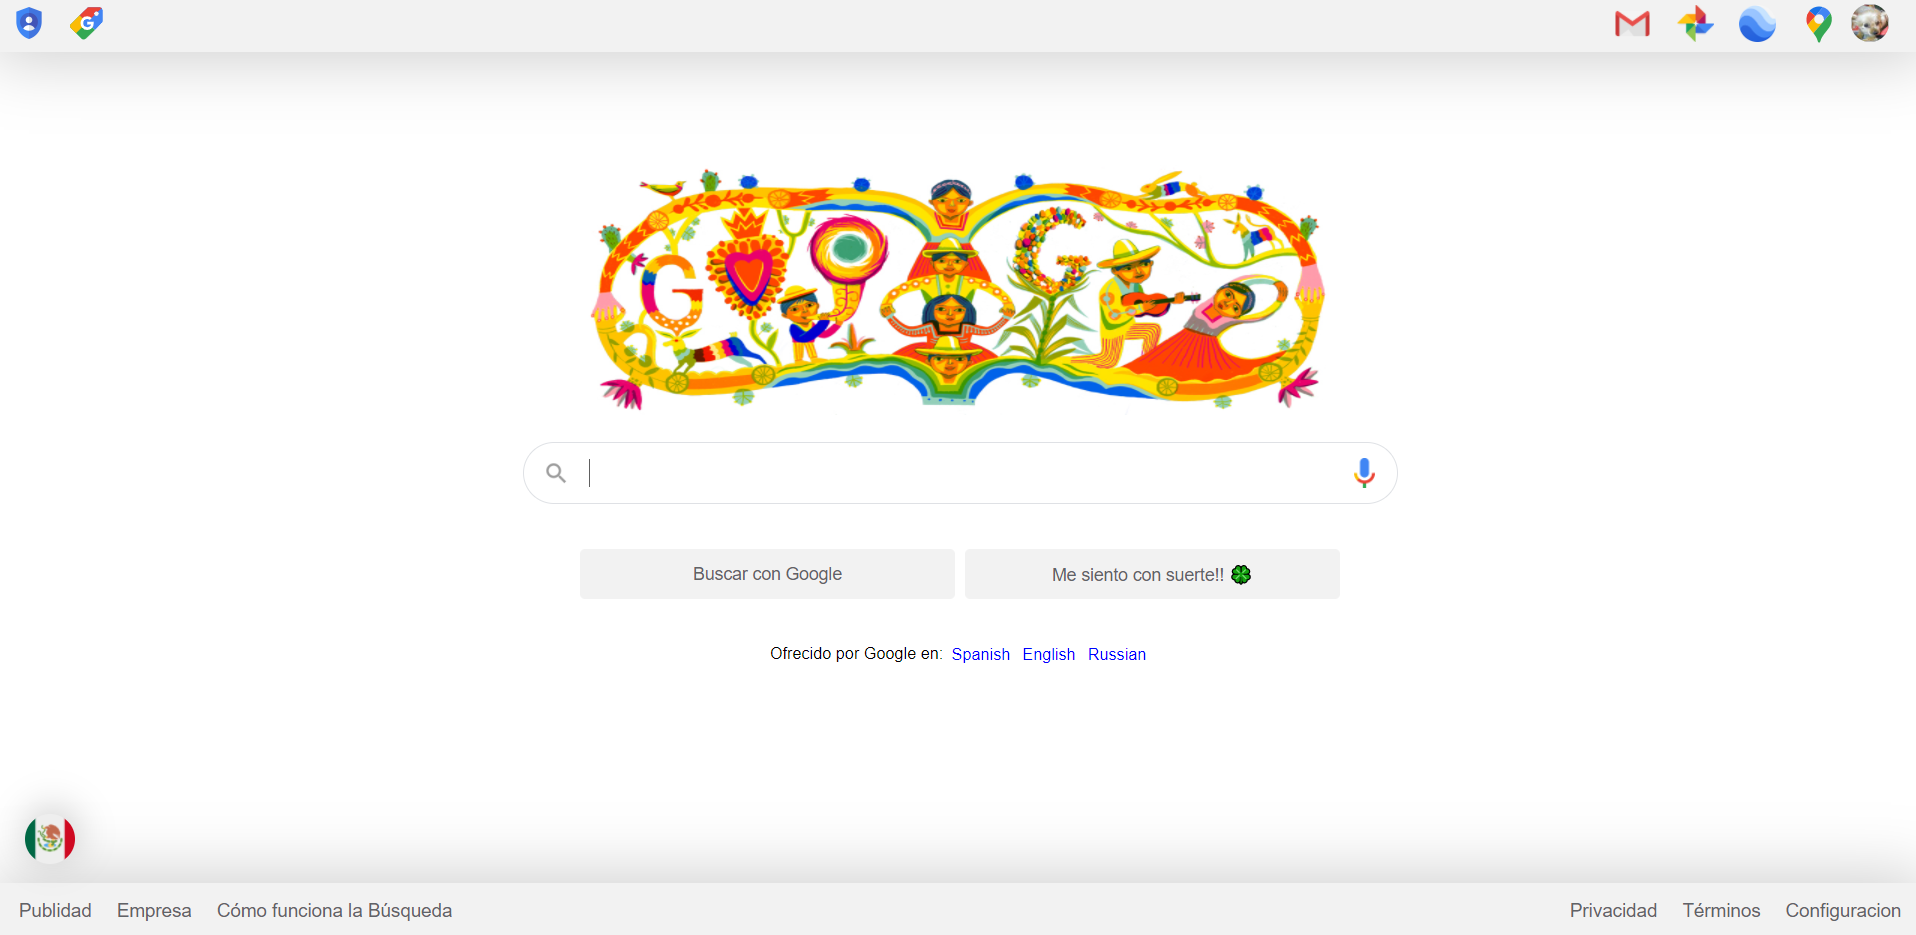 Buscar con Google
Me siento con suerte!! 🍀
Ofrecido por Google en: Spanish English Russian
Publidad Empresa Cómo funciona la Búsqueda
Privacidad Términos Configuracion